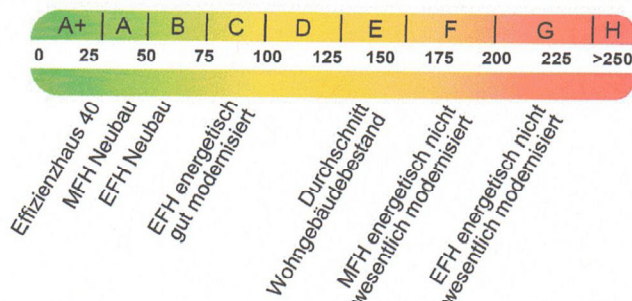 A+ A B C D E F G H
0 25 50 75 100 125 150 175 200 225 >250
Effizienzhaus 40
MFH Neubau
EFH Neubau
EFH energetisch
gut modernisiert
Durchschnitt
Wohngebäudebestand
MFH energetisch nicht
wesentlich modernisiert
EFH energetisch nicht
wesentlich modernisiert